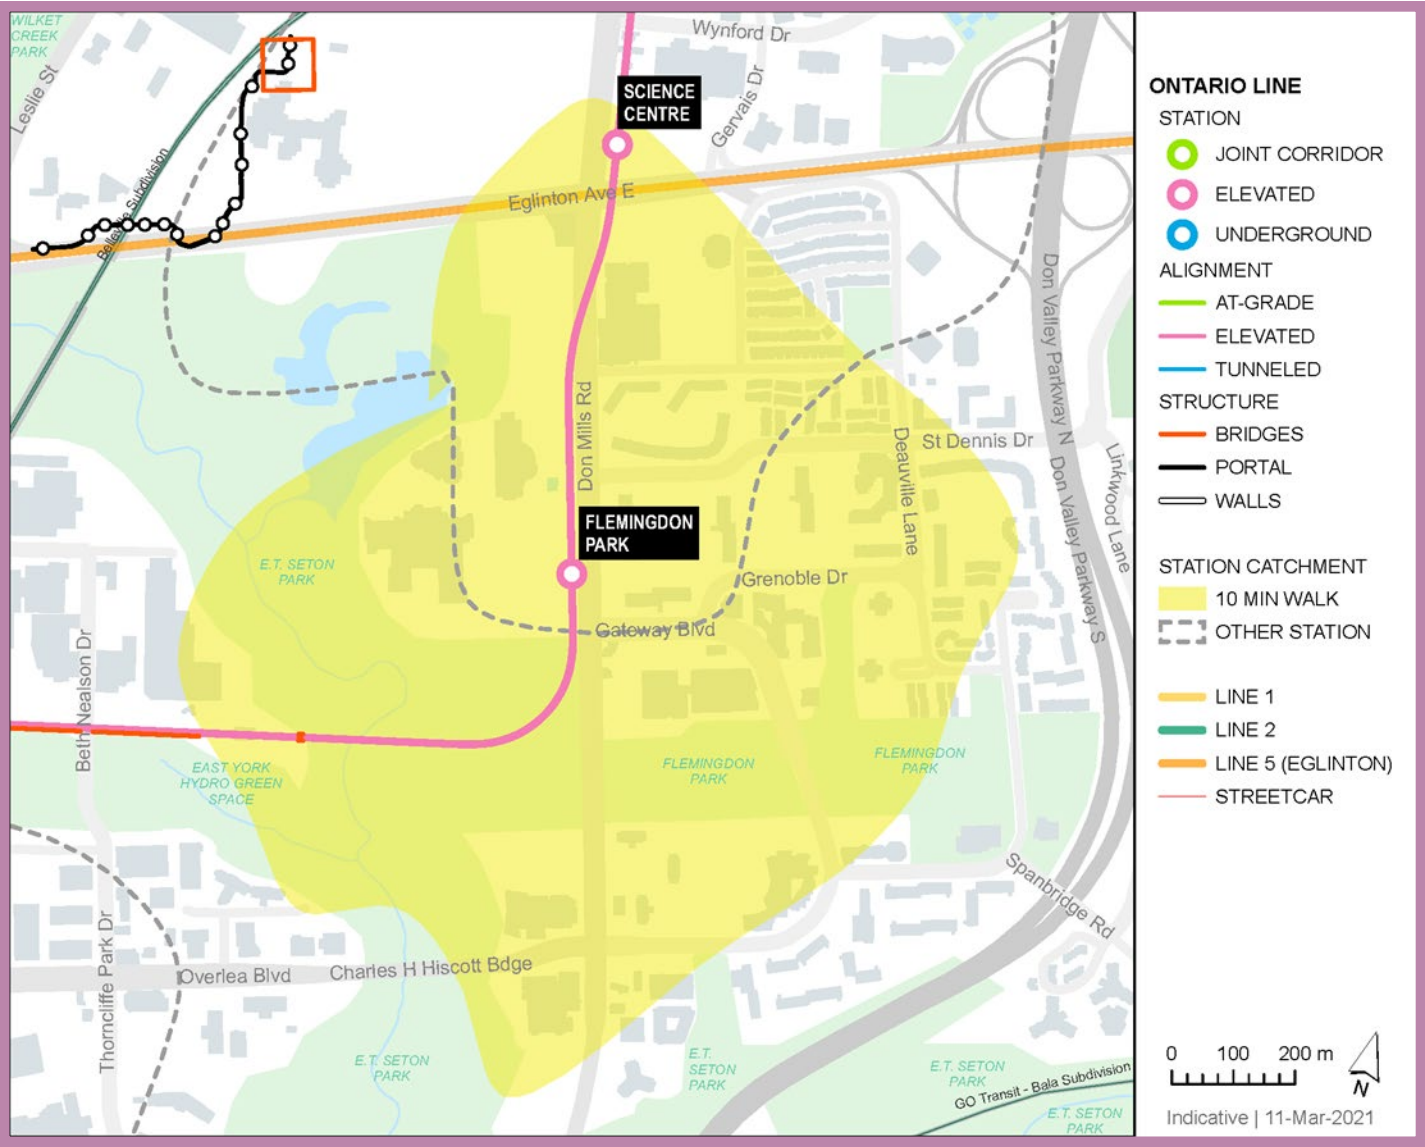 WILKET
CREEK
PARK
Leslie St
Wynford Dr
Gervais Dr
SCIENCE
CENTRE
Eglinton Ave E
Belleville Subdivision
Don Valley Parkway N
Don Mills Rd
St Dennis Dr
Deauville Lane
Linkwood Lane
Don Valley Parkway S
FLEMINGDON
PARK
E.T. SETON
PARK
Grenoble Dr
Gateway Blvd
Beth Nealson Dr
EAST YORK
HYDRO GREEN
SPACE
FLEMINGDON
PARK
FLEMINGDON
PARK
Spanbridge Rd
Thorncliffe Park Dr
Overlea Blvd
Charles H Hiscott Bdge
E.T. SETON
PARK
E.T.
SETON
PARK
E.T. SETON
PARK
GO Transit - Bala Subdivision
E.T. SETON
PARK
ONTARIO LINE
STATION
JOINT CORRIDOR
ELEVATED
UNDERGROUND
ALIGNMENT
AT-GRADE
ELEVATED
TUNNELED
STRUCTURE
BRIDGES
PORTAL
WALLS
STATION CATCHMENT
10 MIN WALK
OTHER STATION
LINE 1
LINE 2
LINE 5 (EGLINTON)
STREETCAR
0 100 200 m
N
Indicative | 11-Mar-2021